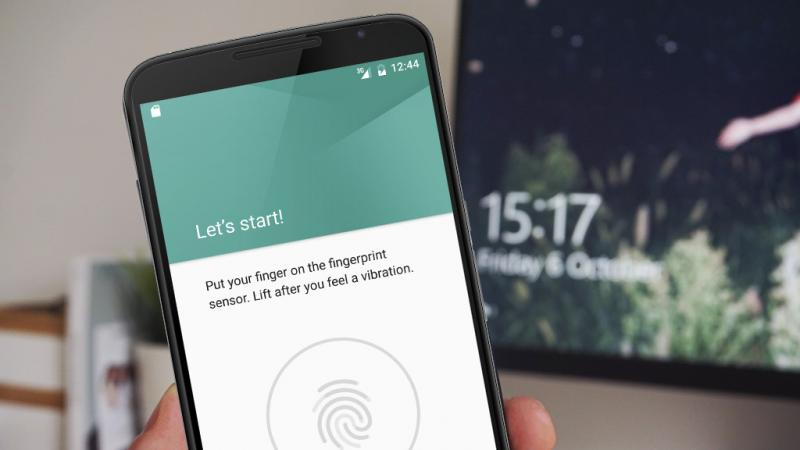 3G 12:44
Let's start!
Put your finger on the fingerprint
sensor. Lift after you feel a vibration.
15:17
Friday 6 October